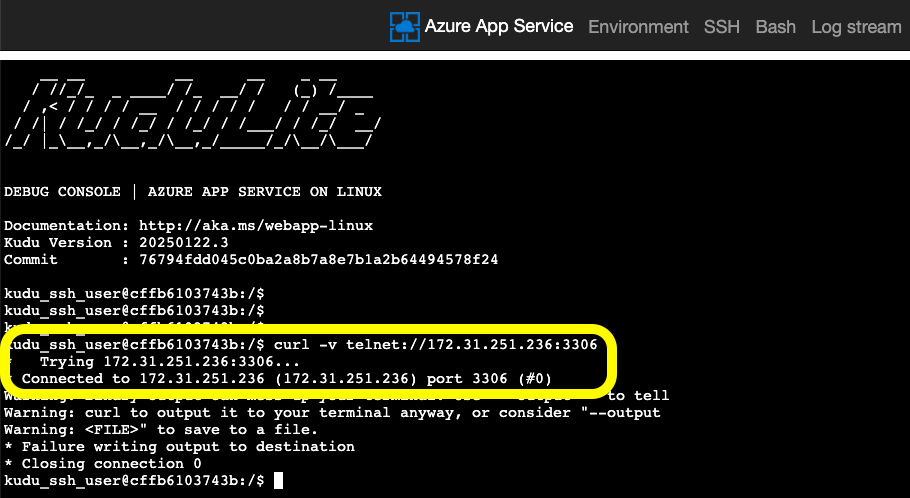 Azure App Service Environment SSH Bash Log stream
KuduLite
DEBUG CONSOLE | AZURE APP SERVICE ON LINUX
Documentation: http://aka.ms/webapp-linux
Kudu Version : 20250122.3
Commit : 76794fdd045c0ba2a8b7a8e7b1a2b64494578f24
kudu_ssh_user@cffb6103743b:/$
kudu_ssh_user@cffb6103743b:/$
kudu_ssh_user@cffb6103743b:/$
kudu_ssh_user@cffb6103743b:/$ curl -v telnet://172.31.251.236:3306
* Trying 172.31.251.236:3306...
* Connected to 172.31.251.236 (172.31.251.236) port 3306 (#0)
Warning: to tell
Warning: curl to output it to your terminal anyway, or consider "--output
Warning: <FILE>" to save to a file.
* Failure writing output to destination
* Closing connection 0
kudu_ssh_user@cffb6103743b:/$